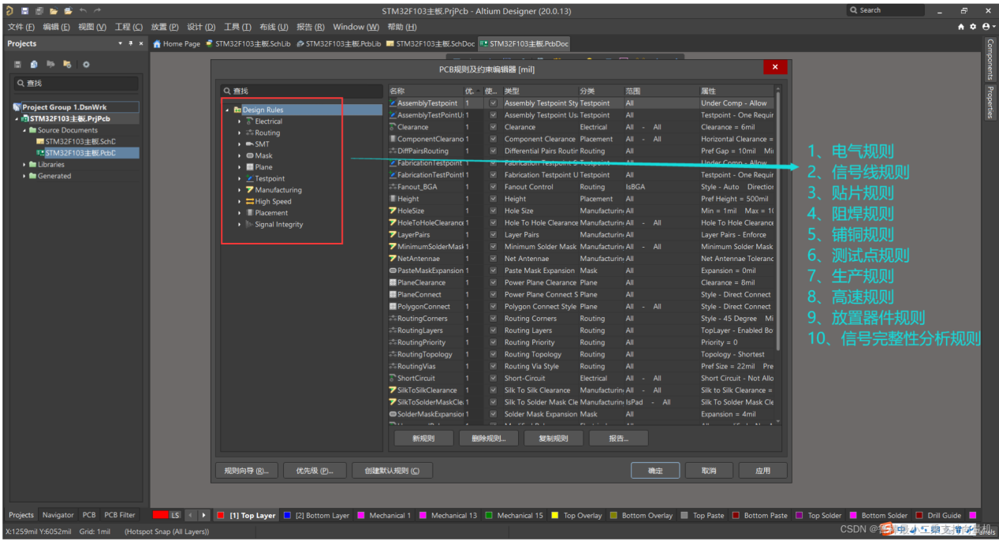 STM32F103主板.PrjPcb - Altium Designer (20.0.13)
Search
文件 (F) 编辑 (E) 视图 (V) 工程 (C) 放置 (P) 设计 (D) 工具 (T) 布线 (U) 报告 (R) Window (W) 帮助 (H)
Projects
Home Page STM32F103主板.SchLib STM32F103主板.PcbLib STM32F103主板.SchDoc STM32F103主板.PcbDoc
Components
Properties
查找
Project Group 1.DsnWrk
STM32F103主板.PrjPcb
Source Documents
STM32F103主板.SchD
STM32F103主板.PcbD
Libraries
Generated
PCB规则及约束编辑器 [mil]
查找
Design Rules
Electrical
Routing
SMT
Mask
Plane
Testpoint
Manufacturing
High Speed
Placement
Signal Integrity
名称 优. 使... 类型 分类 范围 属性
AssemblyTestpoint 1 Assembly Testpoint Sty Testpoint All Under Comp - Allow
AssemblyTestpointU: 1 Assembly Testpoint Us: Testpoint All Testpoint - One Requir
Clearance 1 Clearance Electrical All - All Clearance = 6mil
ComponentClearanc 1 Component Clearance Placement All - All Horizontal Clearance =
DiffPairsRouting 1 Differential Pairs Routir Routing All Pref Gap = 10mil Mi
FabricationTestpoint 1 Fabrication Testpoint S Testpoint All Under Comp - Allow
FabricationTestpointl 1 Fabrication Testpoint U Testpoint All Testpoint - One Requir
Fanout_BGA 1 Fanout Control Routing IsBGA Style - Auto Direction
Height 1 Height Placement All Pref Height = 500mil
HoleSize 1 Hole Size Manufacturin All Min = 1mil Max = 1(
HoleToHoleClearance 1 Hole To Hole Clearance Manufacturin All - All Hole To Hole Clearance
LayerPairs 1 Layer Pairs Manufacturin All Layer Pairs - Enforce
MinimumSolderMask 1 Minimum Solder Mask Manufacturin All - All Minimum Solder Mask
NetAntennae 1 Net Antennae Manufacturin All Net Antennae Toleranc
PasteMaskExpansion 1 Paste Mask Expansion Mask All Expansion = 0mil
PlaneClearance 1 Power Plane Clearance Plane All Clearance = 8mil
PlaneConnect 1 Power Plane Connect S Plane All Style - Direct Connect
PolygonConnect 1 Polygon Connect Style Plane All - All Style - Direct Connect
RoutingCorners 1 Routing Corners Routing All Style - 45 Degree Mi
RoutingLayers 1 Routing Layers Routing All TopLayer - Enabled Bo
RoutingPriority 1 Routing Priority Routing All Priority = 0
RoutingTopology 1 Routing Topology Routing All Topology - Shortest
RoutingVias 1 Routing Via Style Routing All Pref Size = 22mil Pre
ShortCircuit 1 Short-Circuit Electrical All - All Short Circuit - Not Allo
SilkToSilkClearance 1 Silk To Silk Clearance Manufacturin All - All Silk to Silk Clearance =
SilkToSolderMaskClea 1 Silk To Solder Mask Cle Manufacturin IsPad - All Silk To Solder Mask Cle
SolderMaskExpansion 1 Solder Mask Expansion Mask All Expansion = 4mil
新规则 删除规则... 复制规则 报告...
规则向导 (R)... 优先级 (P)... 创建默认规则 (C) 确定 取消 应用
1、电气规则
2、信号线规则
3、贴片规则
4、阻焊规则
5、铺铜规则
6、测试点规则
7、生产规则
8、高速规则
9、放置器件规则
10、信号完整性分析规则
Projects Navigator PCB PCB Filter
LS [1] Top Layer [2] Bottom Layer Mechanical 1 Mechanical 13 Mechanical 15 Top Overlay Bottom Overlay Top Paste Bottom Paste Top Solder Bottom Solder Drill Guide
X:1259mil Y:6052mil Grid: 1mil (Hotspot Snap (All Layers))
CSDN